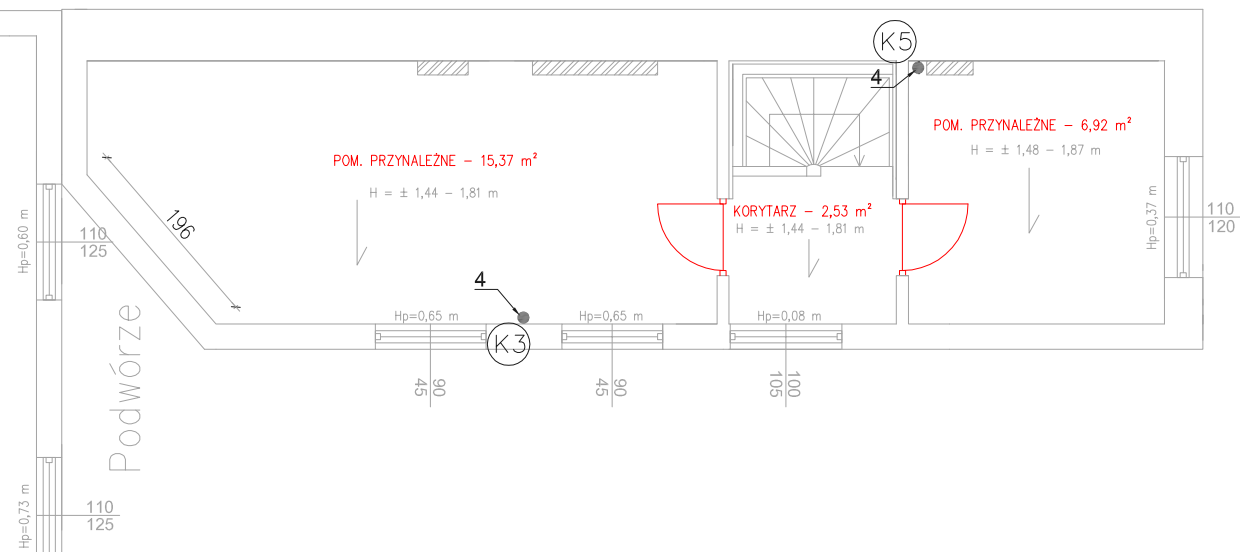 K5
4
POM. PRZYNALEŻNE – 6,92 m²
H = ± 1,48 – 1,87 m
POM. PRZYNALEŻNE – 15,37 m²
H = ± 1,44 – 1,81 m
KORYTARZ – 2,53 m²
H = ± 1,44 – 1,81 m
Hp=0,37 m
110
120
196
Hp=0,60 m
110
125
4
Hp=0,65 m
K3
Hp=0,65 m
Hp=0,08 m
90
45
90
45
100
105
Podwórze
Hp=0,73 m
110
125